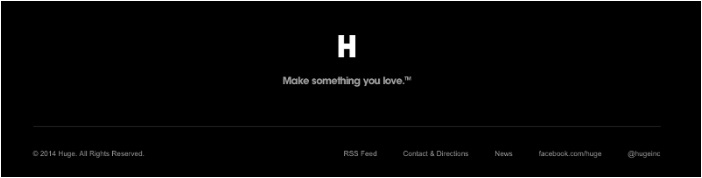 H
Make something you love.™
© 2014 Huge. All Rights Reserved. RSS Feed Contact & Directions News facebook.com/huge @hugeinc